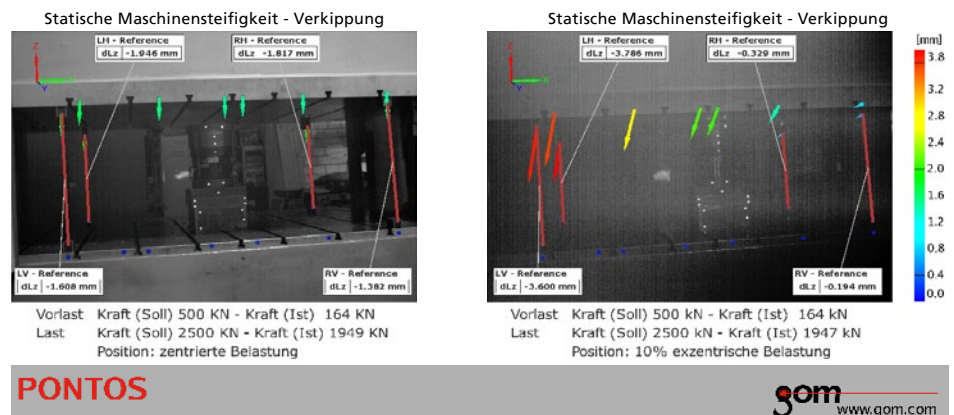 Statische Maschinensteifigkeit - Verkippung
LH - Reference
dLz -1.946 mm
RH - Reference
dLz -1.817 mm
Z
Y
LV - Reference
dLz -1.608 mm
RV - Reference
dLz -1.382 mm
Vorlast Kraft (Soll) 500 KN - Kraft (Ist) 164 KN
Last Kraft (Soll) 2500 KN - Kraft (Ist) 1949 KN
Position: zentrierte Belastung
Statische Maschinensteifigkeit - Verkippung
LH - Reference
dLz -3.786 mm
RH - Reference
dLz -0.329 mm
Z
Y
X
LV - Reference
dLz -3.600 mm
RV - Reference
dLz -0.194 mm
[mm]
3.8
3.2
2.8
2.4
2.0
1.6
1.2
0.8
0.4
0.0
Vorlast Kraft (Soll) 500 kN - Kraft (Ist) 164 kN
Last Kraft (Soll) 2500 kN - Kraft (Ist) 1947 kN
Position: 10% exzentrische Belastung
PONTOS
gom
www.gom.com